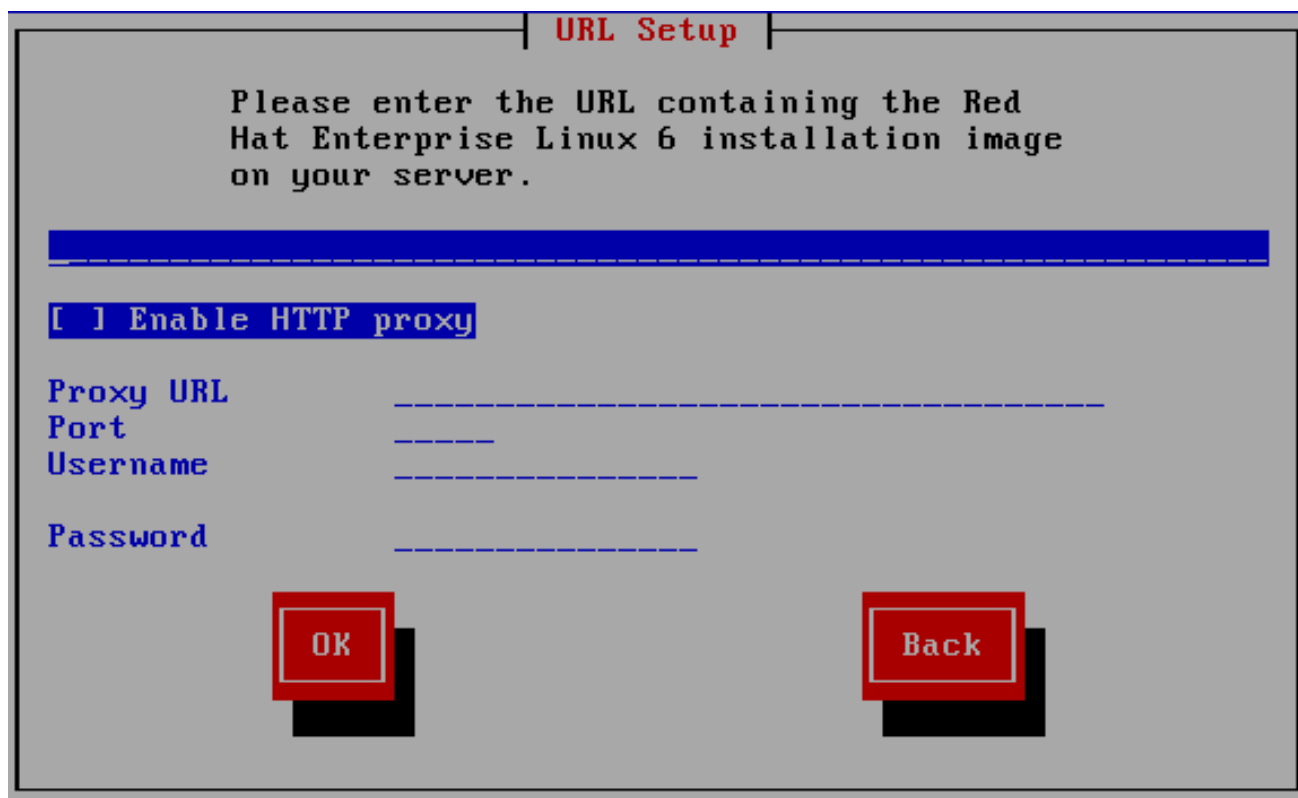 URL Setup
Please enter the URL containing the Red
Hat Enterprise Linux 6 installation image
on your server.
[ ] Enable HTTP proxy
Proxy URL
Port
Username
Password
OK
Back